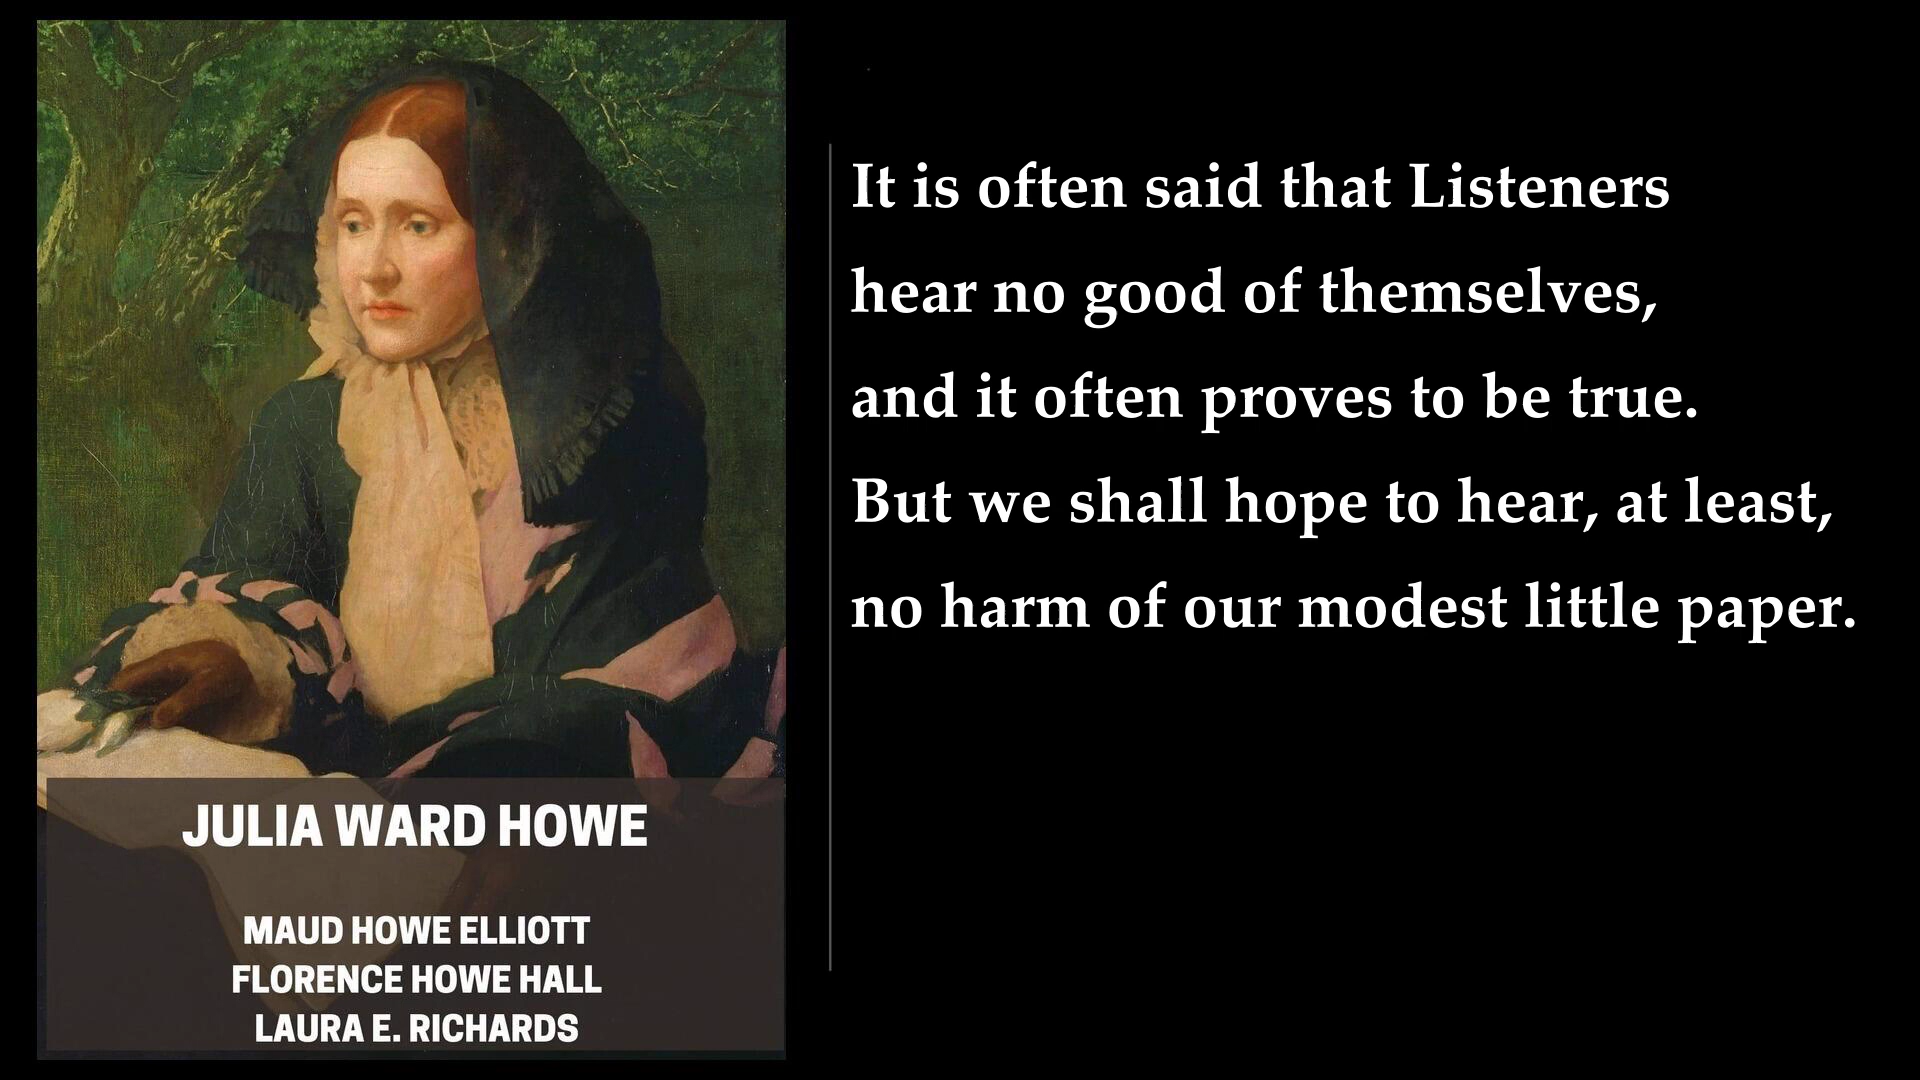 JULIA WARD HOWE
MAUD HOWE ELLIOTT
FLORENCE HOWE HALL
LAURA E. RICHARDS
It is often said that Listeners
hear no good of themselves,
and it often proves to be true.
But we shall hope to hear, at least,
no harm of our modest little paper.